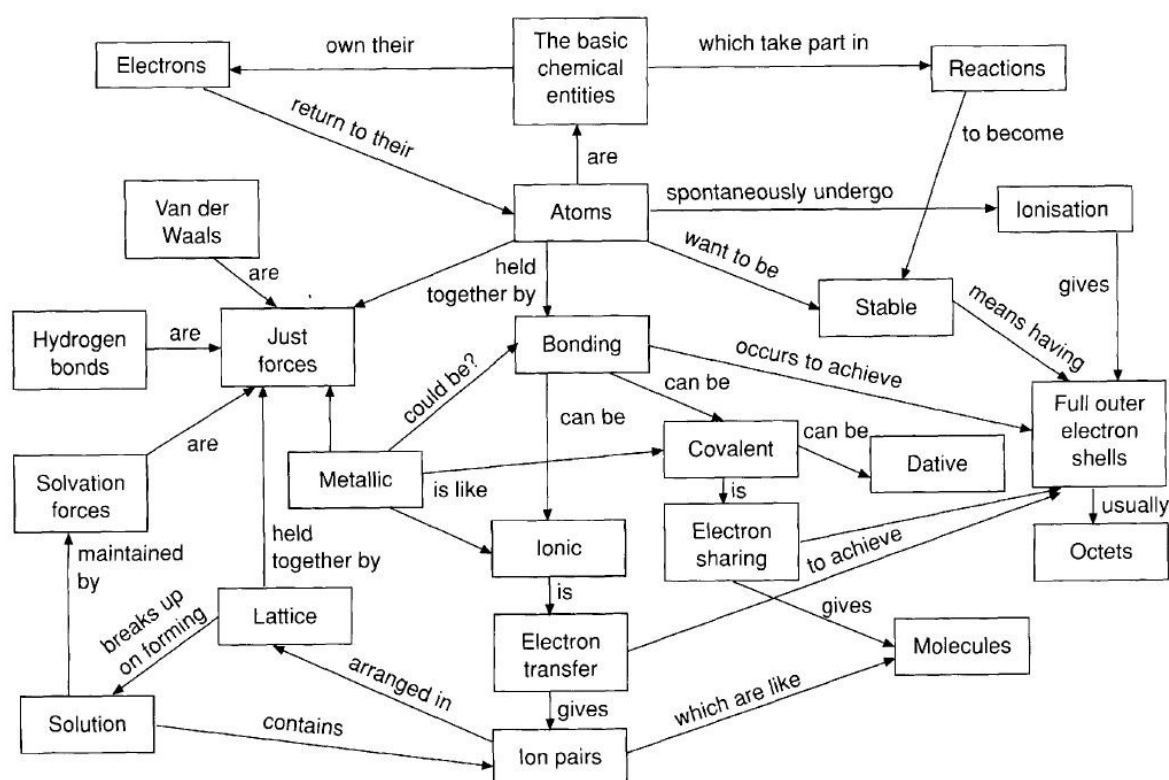 own their
The basic
chemical
entities
which take part in
Electrons
Reactions
return to their
to become
are
spontaneously undergo
Van der
Waals
Atoms
Ionisation
are
held
together by
want to be
gives
Stable
means having
Hydrogen
bonds
are
Just
forces
Bonding
occurs to achieve
could be?
can be
can be
Full outer
electron
shells
can be
Covalent
Dative
are
Metallic
is like
is
usually
Solvation
forces
Electron
sharing
Octets
maintained
by
held
together by
Ionic
to achieve
is
breaks up
on forming
Lattice
gives
Electron
transfer
Molecules
arranged in
gives
which are like
Solution
contains
Ion pairs